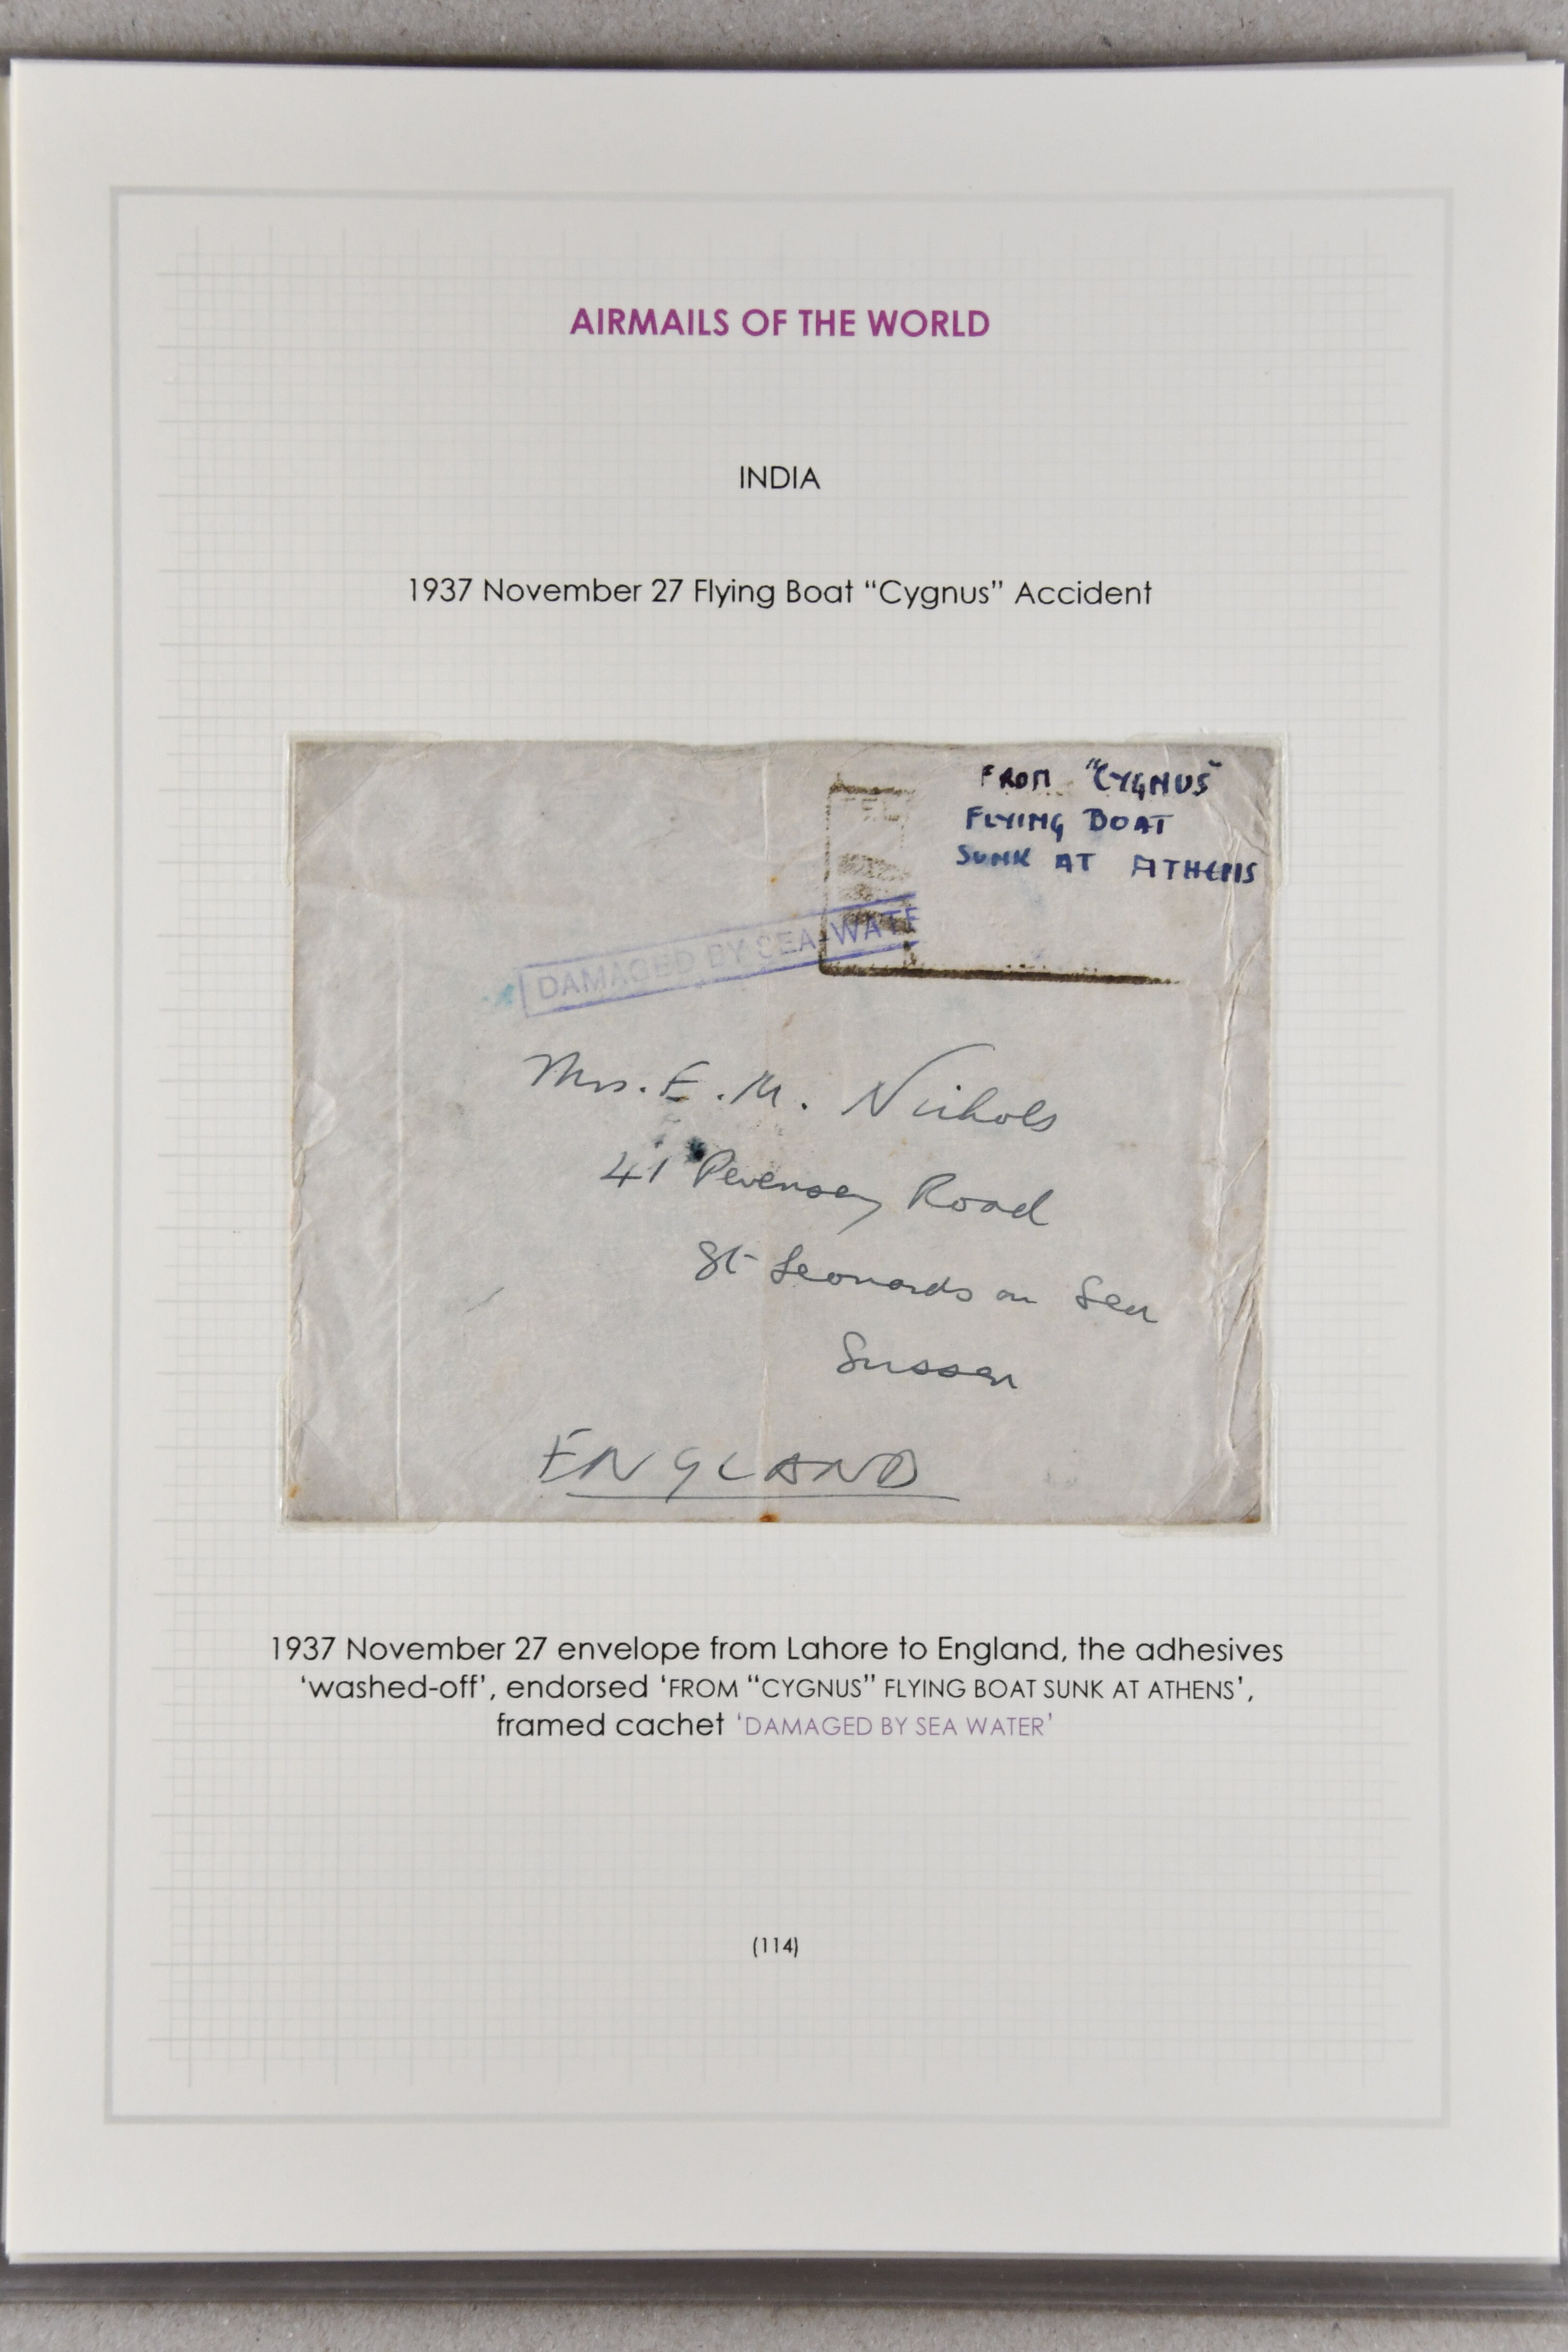 AIRMAILS OF THE WORLD
INDIA
1937 November 27 Flying Boat “Cygnus” Accident
FROM "CYGNUS"
FLYING BOAT
SUNK AT ATHENS
DAMAGED BY SEA WATE
Mrs. E. M. Nichols
41 Pevensey Road
St Leonards on Sea
Sussex
ENGLAND
1937 November 27 envelope from Lahore to England, the adhesives
‘washed-off’, endorsed ‘FROM “CYGNUS” FLYING BOAT SUNK AT ATHENS’,
framed cachet ‘DAMAGED BY SEA WATER’
(114)